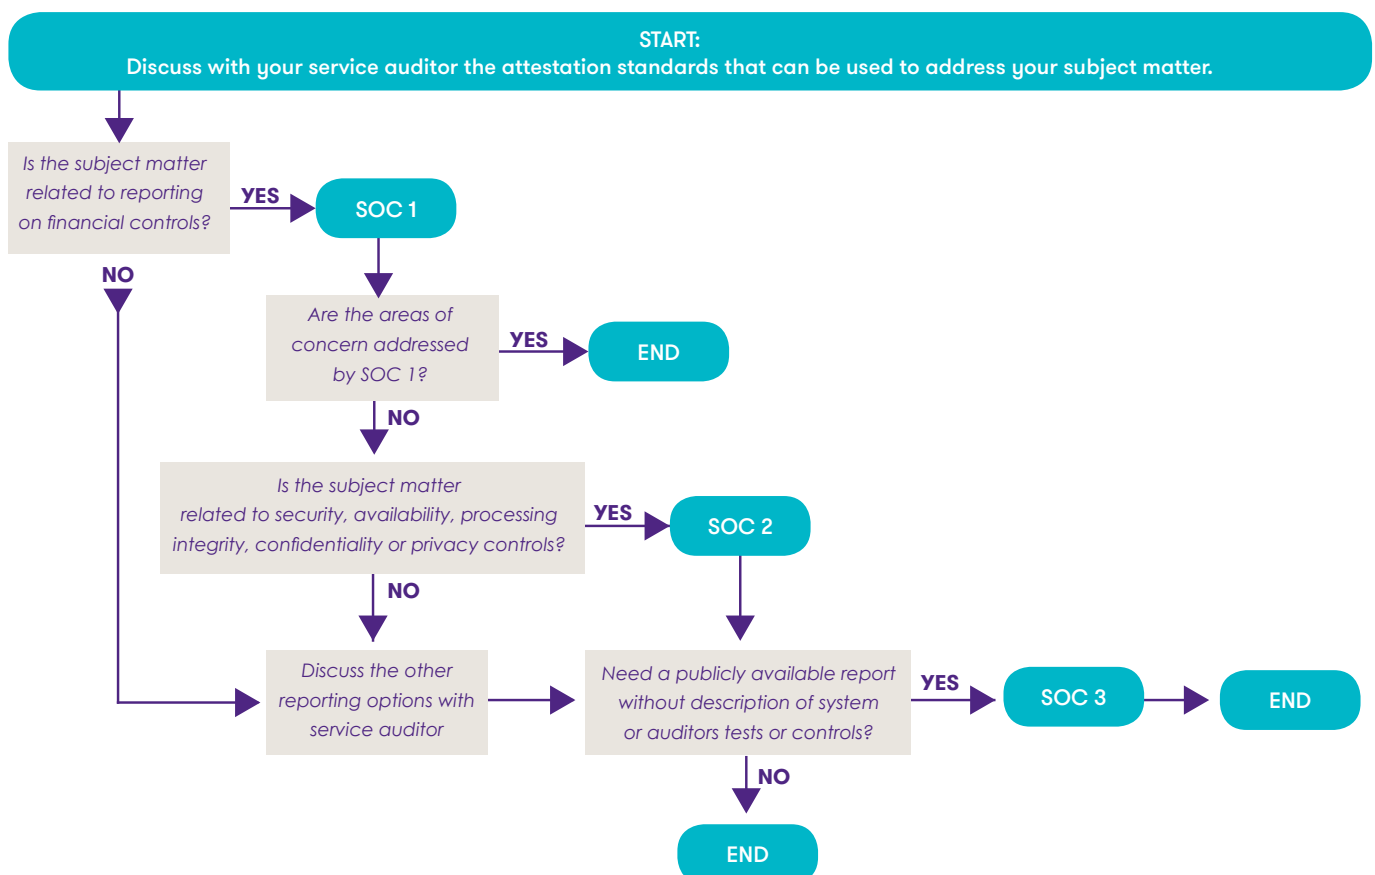 START:
Discuss with your service auditor the attestation standards that can be used to address your subject matter.
Is the subject matter
related to reporting
on financial controls?
YES
SOC 1
NO
Are the areas of
concern addressed
by SOC 1?
YES
END
NO
Is the subject matter
related to security, availability, processing
integrity, confidentiality or privacy controls?
YES
SOC 2
NO
Discuss the other
reporting options with
service auditor
Need a publicly available report
without description of system
or auditors tests or controls?
YES
SOC 3
END
NO
END